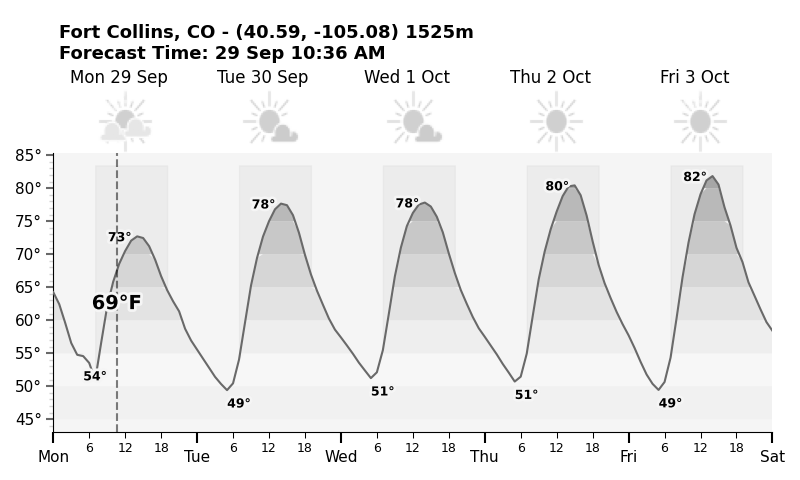 Fort Collins, CO - (40.59, -105.08) 1525m
Forecast Time: 29 Sep 10:36 AM
Mon 29 Sep Tue 30 Sep Wed 1 Oct Thu 2 Oct Fri 3 Oct
85°
80°
75°
70°
65°
60°
55°
50°
45°
73° 78° 78° 80° 82°
69°F
54° 49° 51° 51° 49°
6 12 18 6 12 18 6 12 18 6 12 18 6 12 18
Mon Tue Wed Thu Fri Sat